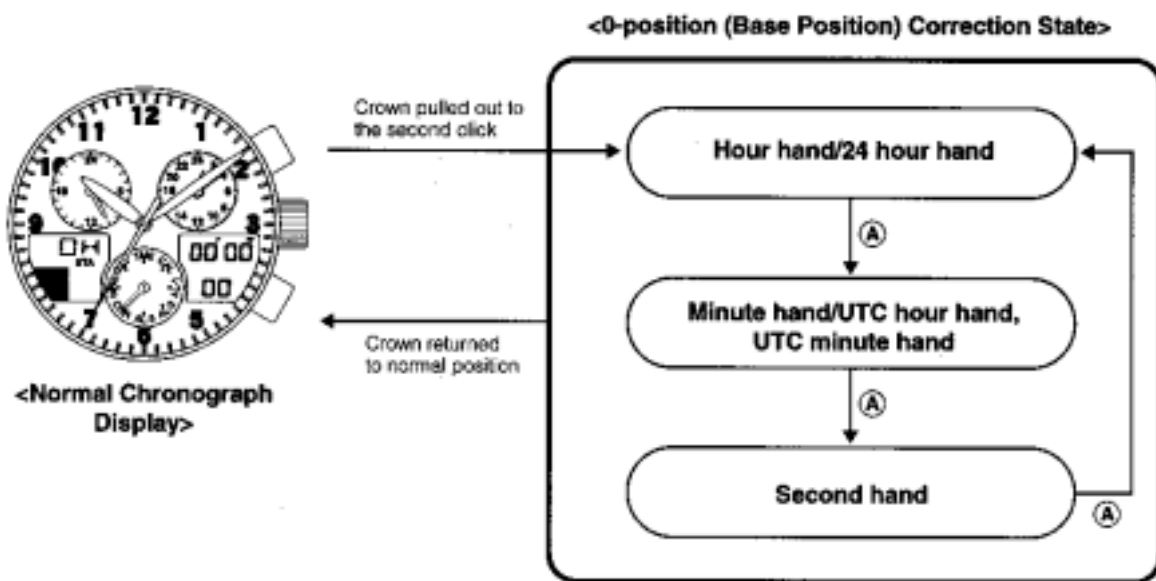 <0-position (Base Position) Correction State>
Crown pulled out to
the second click
Hour hand/24 hour hand
A
Minute hand/UTC hour hand,
UTC minute hand
Crown returned
to normal position
A
<Normal Chronograph
Display>
Second hand
A
12
11
1
10
2
9
3
00 00
00
7
5
6